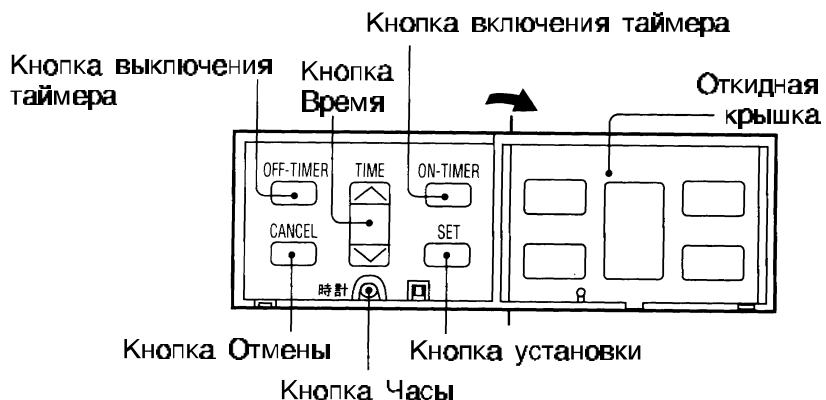 Кнопка включения таймера
Кнопка выключения
таймера
Кнопка
Время
Откидная
крышка
OFF-TIMER TIME ON-TIMER
CANCEL SET
時計
Кнопка Отмены Кнопка установки
Кнопка Часы